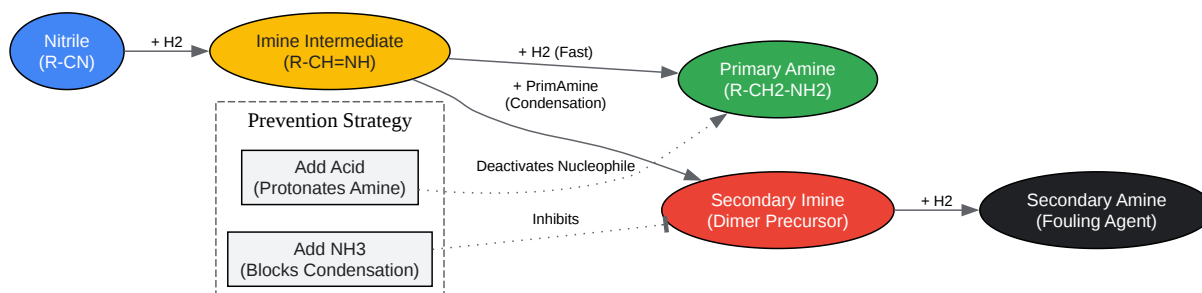 Nitrile
(R-CN)
+ H2
Imine Intermediate
(R-CH=NH)
+ H2 (Fast)
+ PrimAmine
(Condensation)
Primary Amine
(R-CH2-NH2)
Prevention Strategy
Add Acid
(Protonates Amine)
Deactivates Nucleophile
Add NH3
(Blocks Condensation)
Inhibits
Secondary Imine
(Dimer Precursor)
+ H2
Secondary Amine
(Fouling Agent)